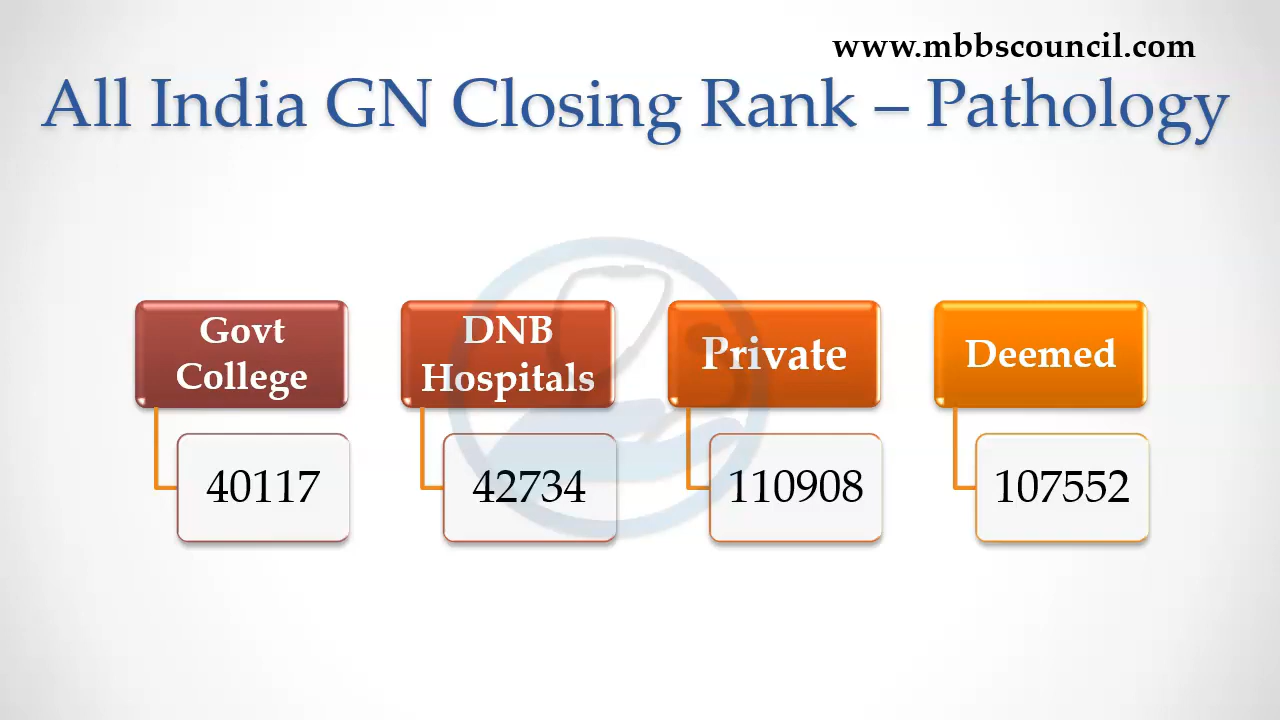 www.mbbscouncil.com
All India GN Closing Rank – Pathology
Govt
College
DNB
Hospitals
Private
Deemed
40117
42734
110908
107552